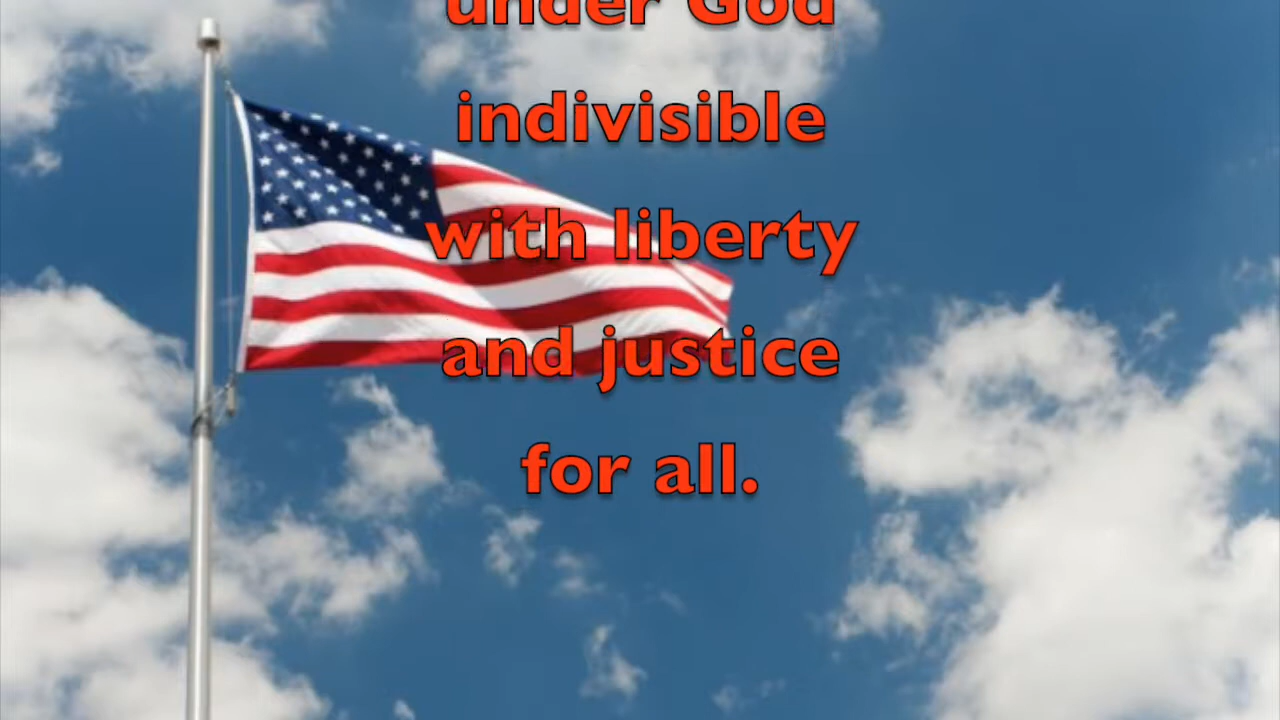 under God
indivisible
with liberty
and justice
for all.